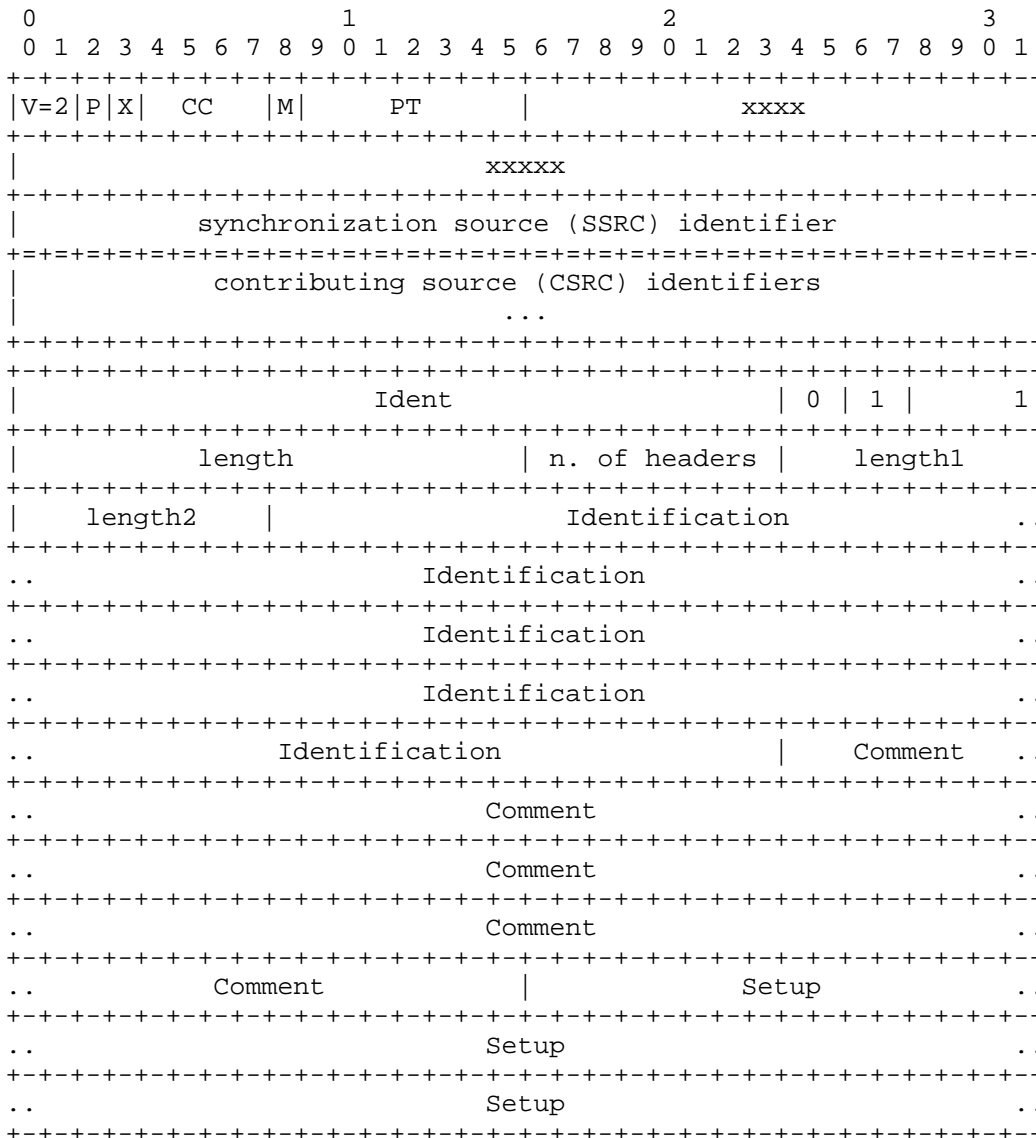 0                   1                   2                   3
0 1 2 3 4 5 6 7 8 9 0 1 2 3 4 5 6 7 8 9 0 1 2 3 4 5 6 7 8 9 0 1
+-+-+-+-+-+-+-+-+-+-+-+-+-+-+-+-+-+-+-+-+-+-+-+-+-+-+-+-+-+-+-+--
|V=2|P|X|  CC   |M|     PT      |             xxxx
+-+-+-+-+-+-+-+-+-+-+-+-+-+-+-+-+-+-+-+-+-+-+-+-+-+-+-+-+-+-+-+--
|                             xxxxx
+-+-+-+-+-+-+-+-+-+-+-+-+-+-+-+-+-+-+-+-+-+-+-+-+-+-+-+-+-+-+-+--
|           synchronization source (SSRC) identifier
+=+=+=+=+=+=+=+=+=+=+=+=+=+=+=+=+=+=+=+=+=+=+=+=+=+=+=+=+=+=+=+=-
|            contributing source (CSRC) identifiers
|                              ...
+-+-+-+-+-+-+-+-+-+-+-+-+-+-+-+-+-+-+-+-+-+-+-+-+-+-+-+-+-+-+-+--
+-+-+-+-+-+-+-+-+-+-+-+-+-+-+-+-+-+-+-+-+-+-+-+-+-+-+-+-+-+-+-+--
|                      Ident                    | 0 | 1 |      1
+-+-+-+-+-+-+-+-+-+-+-+-+-+-+-+-+-+-+-+-+-+-+-+-+-+-+-+-+-+-+-+--
|           length              | n. of headers |    length1
+-+-+-+-+-+-+-+-+-+-+-+-+-+-+-+-+-+-+-+-+-+-+-+-+-+-+-+-+-+-+-+--
|    length2    |                  Identification              ..
+-+-+-+-+-+-+-+-+-+-+-+-+-+-+-+-+-+-+-+-+-+-+-+-+-+-+-+-+-+-+-+--
..                        Identification                       ..
+-+-+-+-+-+-+-+-+-+-+-+-+-+-+-+-+-+-+-+-+-+-+-+-+-+-+-+-+-+-+-+--
..                        Identification                       ..
+-+-+-+-+-+-+-+-+-+-+-+-+-+-+-+-+-+-+-+-+-+-+-+-+-+-+-+-+-+-+-+--
..                        Identification                       ..
+-+-+-+-+-+-+-+-+-+-+-+-+-+-+-+-+-+-+-+-+-+-+-+-+-+-+-+-+-+-+-+--
..               Identification                 |    Comment   ..
+-+-+-+-+-+-+-+-+-+-+-+-+-+-+-+-+-+-+-+-+-+-+-+-+-+-+-+-+-+-+-+--
..                            Comment                          ..
+-+-+-+-+-+-+-+-+-+-+-+-+-+-+-+-+-+-+-+-+-+-+-+-+-+-+-+-+-+-+-+--
..                            Comment                          ..
+-+-+-+-+-+-+-+-+-+-+-+-+-+-+-+-+-+-+-+-+-+-+-+-+-+-+-+-+-+-+-+--
..                            Comment                          ..
+-+-+-+-+-+-+-+-+-+-+-+-+-+-+-+-+-+-+-+-+-+-+-+-+-+-+-+-+-+-+-+--
..           Comment            |             Setup            ..
+-+-+-+-+-+-+-+-+-+-+-+-+-+-+-+-+-+-+-+-+-+-+-+-+-+-+-+-+-+-+-+--
..                            Setup                            ..
+-+-+-+-+-+-+-+-+-+-+-+-+-+-+-+-+-+-+-+-+-+-+-+-+-+-+-+-+-+-+-+--
..                            Setup                            ..
+-+-+-+-+-+-+-+-+-+-+-+-+-+-+-+-+-+-+-+-+-+-+-+-+-+-+-+-+-+-+-+--